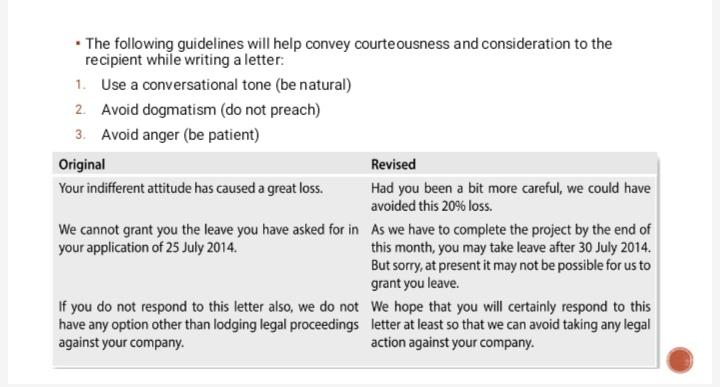 ▪ The following guidelines will help convey courteousness and consideration to the
recipient while writing a letter:
1. Use a conversational tone (be natural)
2. Avoid dogmatism (do not preach)
3. Avoid anger (be patient)
Original Revised
Your indifferent attitude has caused a great loss. Had you been a bit more careful, we could have
avoided this 20% loss.
We cannot grant you the leave you have asked for in As we have to complete the project by the end of
your application of 25 July 2014. this month, you may take leave after 30 July 2014.
But sorry, at present it may not be possible for us to
grant you leave.
If you do not respond to this letter also, we do not We hope that you will certainly respond to this
have any option other than lodging legal proceedings letter at least so that we can avoid taking any legal
against your company. action against your company.